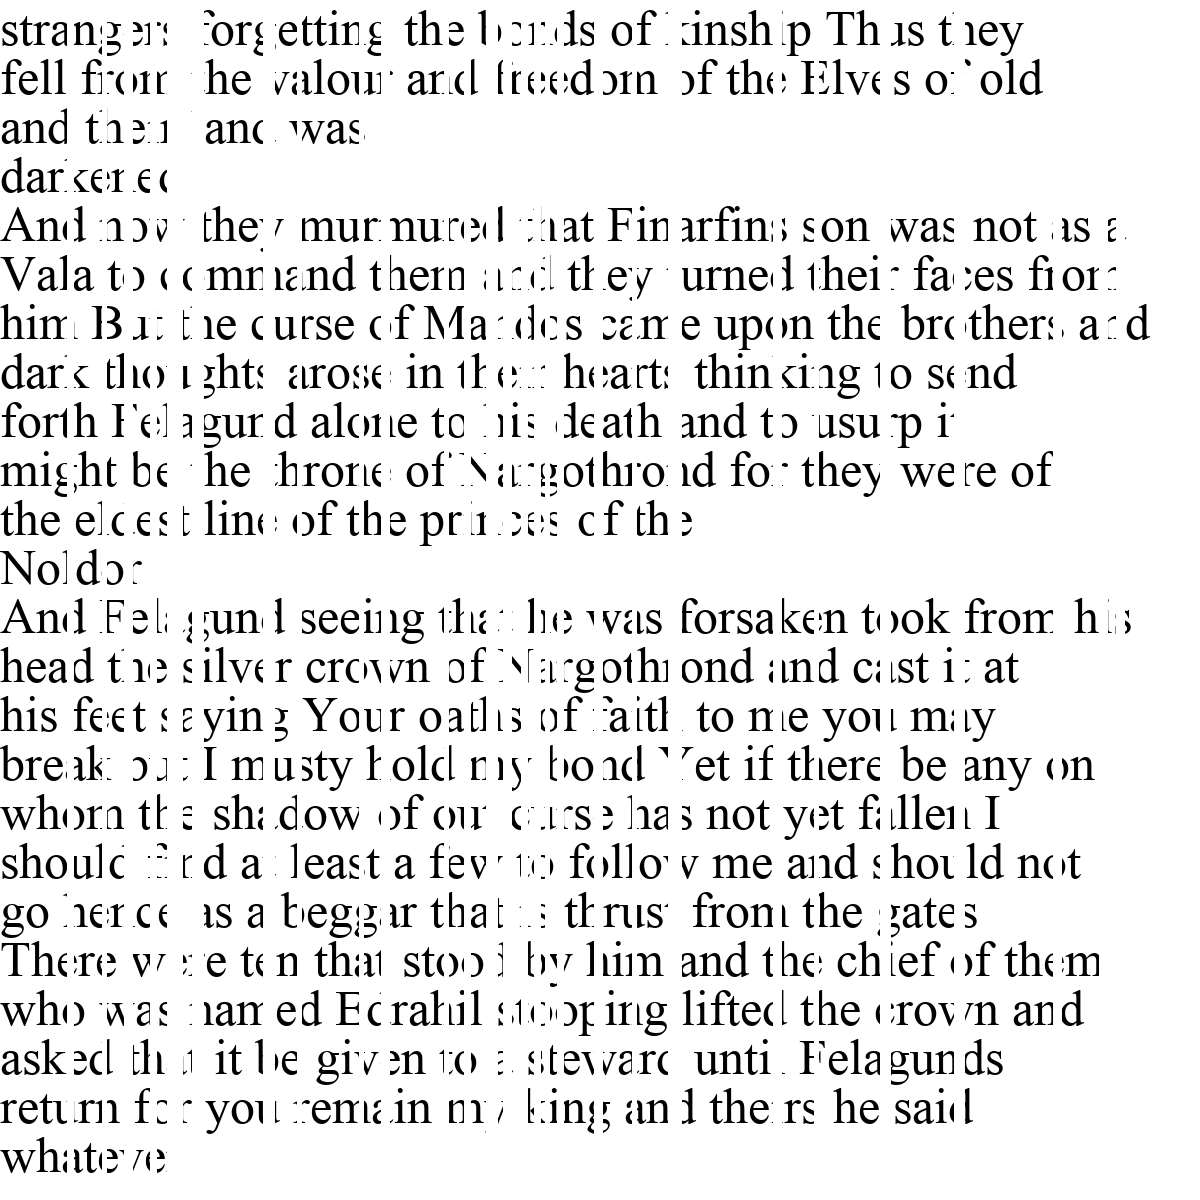 strangers forgetting the bonds of kinship Thus they
fell from the valour and freedom of the Elves of old
and their land was
darkened
And now they murmured that Finarfins son was not as a
Vala to command them and they turned their faces from
him But the curse of Mandos came upon the brothers and
dark thoughts arose in their hearts thinking to send
forth Felagund alone to his death and to usurp it
might be the throne of Nargothrond for they were of
the eldest line of the princes of the
Noldor
And Felagund seeing that he was forsaken took from his
head the silver crown of Nargothrond and cast it at
his feet saying Your oaths of faith to me you may
break but I musty hold my bond Yet if there be any on
whom the shadow of our curse has not yet fallen I
should find at least a few to follow me and should not
go hence as a beggar that is thrust from the gates
There were ten that stood by him and the chief of them
who was named Edrahil stooping lifted the crown and
asked that it be given to a steward until Felagunds
return for you remain my king and theirs he said
whatever